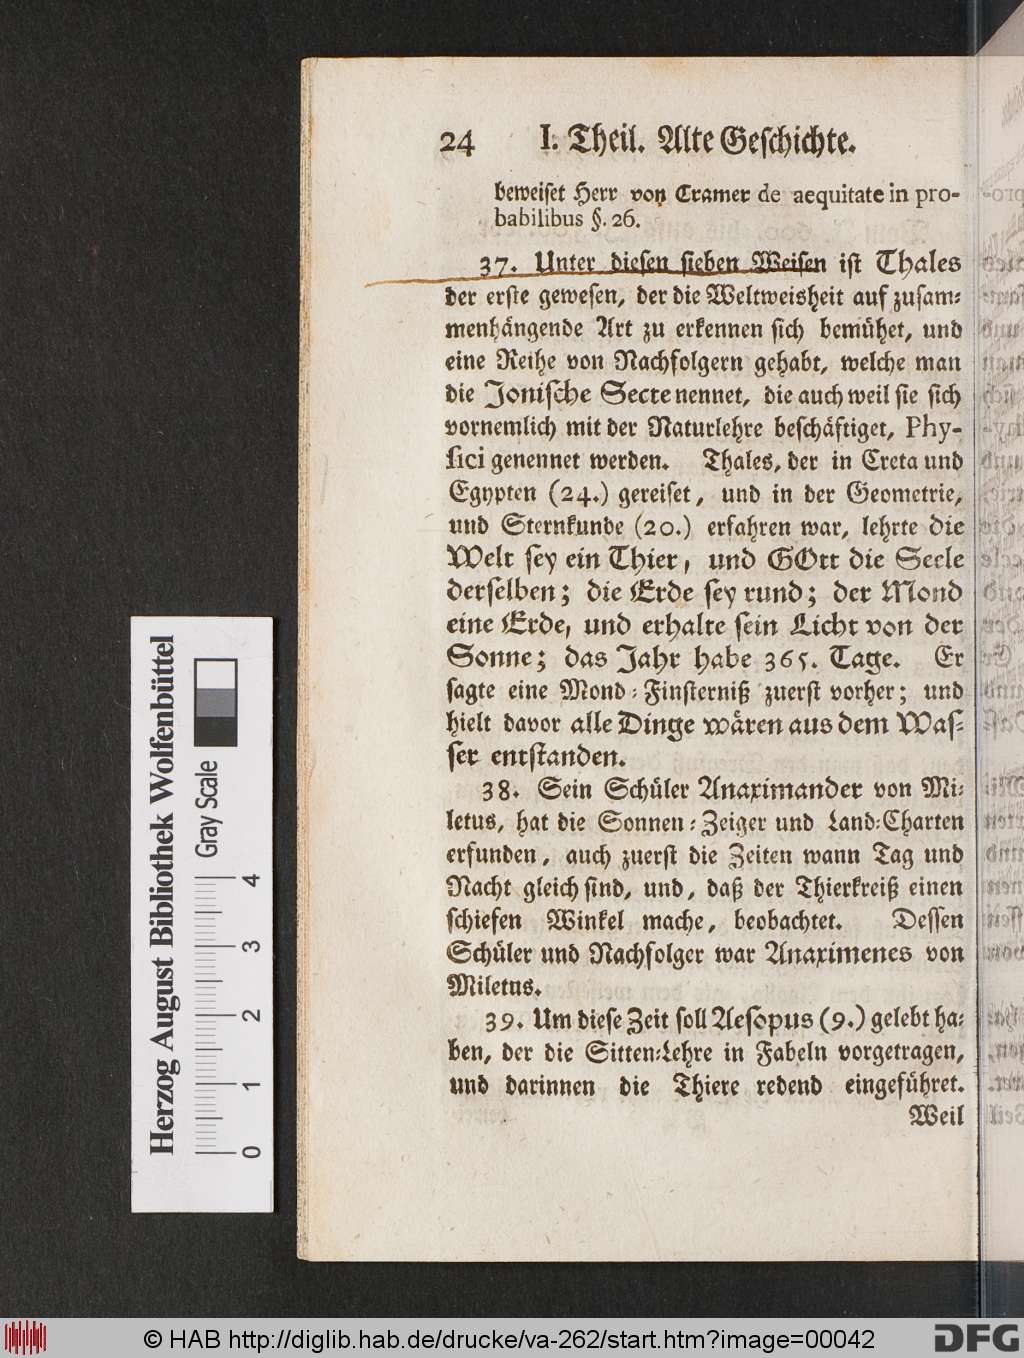 24 I. Theil. Alte Geschichte.
beweiset Herr von Cramer de aequitate in pro-
babilibus §. 26.
37. Unter diesen sieben Weisen ist Thales
der erste gewesen, der die Weltweisheit auf zusam-
menhängende Art zu erkennen sich bemühet, und
eine Reihe von Nachfolgern gehabt, welche man
die Jonische Secte nennet, die auch weil sie sich
vornemlich mit der Naturlehre beschäftiget, Phy-
sici genennet werden. Thales, der in Creta und
Egypten (24.) gereiset, und in der Geometrie,
und Sternkunde (20.) erfahren war, lehrte die
Welt sey ein Thier, und GOtt die Seele
derselben; die Erde sey rund; der Mond
eine Erde, und erhalte sein Licht von der
Sonne; das Jahr habe 365. Tage. Er
sagte eine Mond-Finsterniß zuerst vorher; und
hielt davor alle Dinge wären aus dem Was-
ser entstanden.
38. Sein Schüler Anaximander von Mi-
letus, hat die Sonnen-Zeiger und Land-Charten
erfunden, auch zuerst die Zeiten wann Tag und
Nacht gleich sind, und, daß der Thierkreiß einen
schiefen Winkel mache, beobachtet. Dessen
Schüler und Nachfolger war Anaximenes von
Miletus.
39. Um diese Zeit soll Aesopus (9.) gelebt ha-
ben, der die Sitten-Lehre in Fabeln vorgetragen,
und darinnen die Thiere redend eingeführet.
Weil
Herzog August Bibliothek Wolfenbüttel
Gray Scale
0 1 2 3 4
© HAB http://diglib.hab.de/drucke/va-262/start.htm?image=00042
DFG